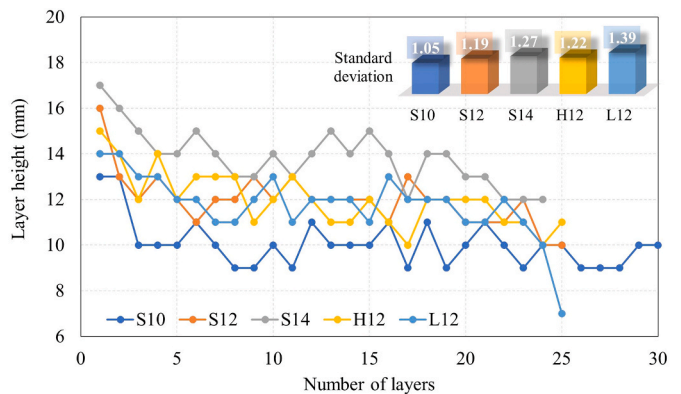 20
18
16
14
12
10
8
6
Layer height (mm)
Standard
deviation
1.05 1.19 1.27 1.22 1.39
S10 S12 S14 H12 L12
S10 S12 S14 H12 L12
0 5 10 15 20 25 30
Number of layers